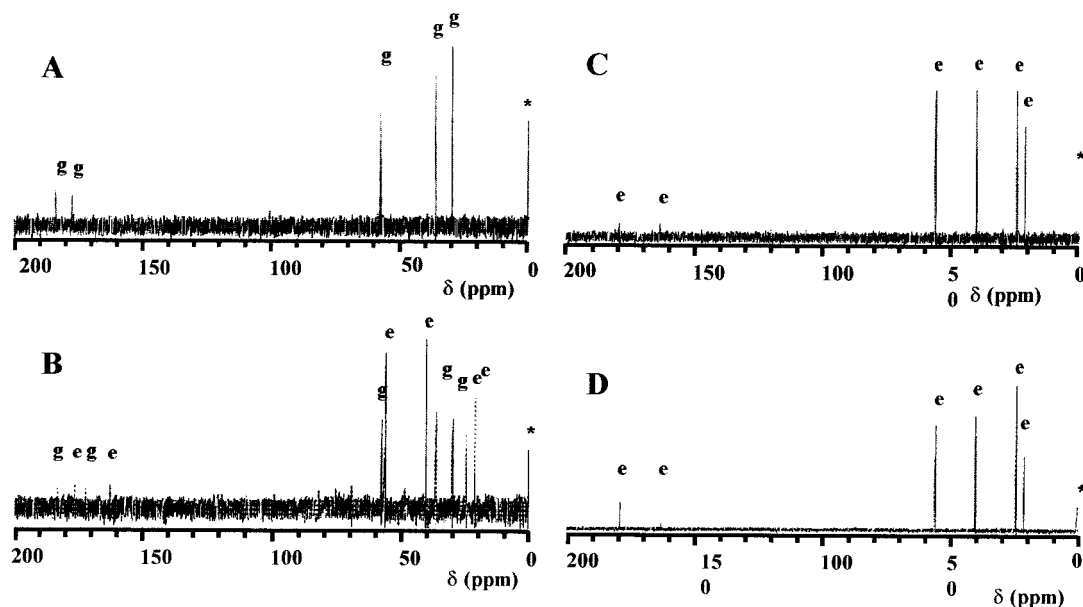 A
g g g g g
*
200 150 100 50 0
δ (ppm)
B
g e g e g e e g g e e
*
200 150 100 50 0
δ (ppm)
C
e e e e e e
*
200 150 100 5 0
0 δ (ppm)
D
e e e e e e
*
200 15 100 5 0
0 0 δ (ppm)